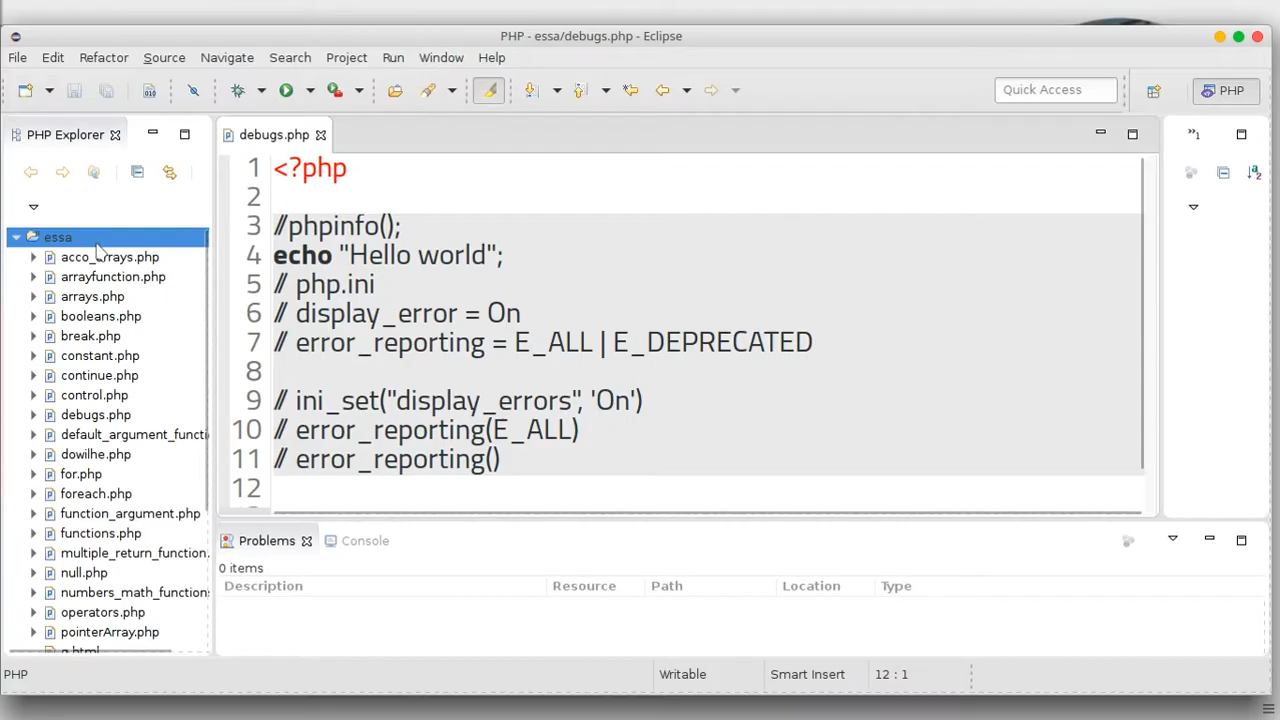 PHP - essa/debugs.php - Eclipse
File Edit Refactor Source Navigate Search Project Run Window Help
Quick Access
PHP
PHP Explorer
debugs.php
essa
acco_arrays.php
arrayfunction.php
arrays.php
booleans.php
break.php
constant.php
continue.php
control.php
debugs.php
default_argument_functi
dowilhe.php
for.php
foreach.php
function_argument.php
functions.php
multiple_return_function.
null.php
numbers_math_functions
operators.php
pointerArray.php
1 <?php
2
3 //phpinfo();
4 echo "Hello world";
5 // php.ini
6 // display_error = On
7 // error_reporting = E_ALL | E_DEPRECATED
8
9 // ini_set("display_errors", 'On')
10 // error_reporting(E_ALL)
11 // error_reporting()
12
Problems
Console
0 items
Description Resource Path Location Type
PHP
Writable
Smart Insert
12 : 1